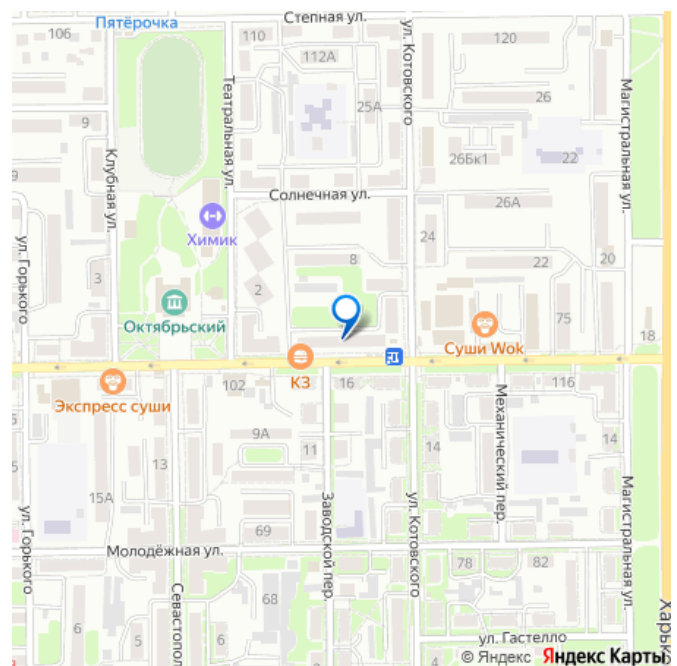 Степная ул.
Пятёрочка
106
110
112А
ул. Котовского
120
25А
26
Магистральная ул.
9
Театральная ул.
Клубная ул.
26Бк1
22
9
Солнечная ул.
26А
Химик
ул. Горького
24
3
8
22
20
2
Октябрьский
75
18
Суши Wok
КЗ
102
16
116
Экспресс суши
9А
11
14
Механический пер.
14
13
5
15А
Заводской пер.
ул. Котовского
ул. Горького
69
Молодёжная ул.
78
82
Магистральная ул.
68
Севастопол
6
6
ул. Гастелло
Харьк
© Яндекс Яндекс Карты